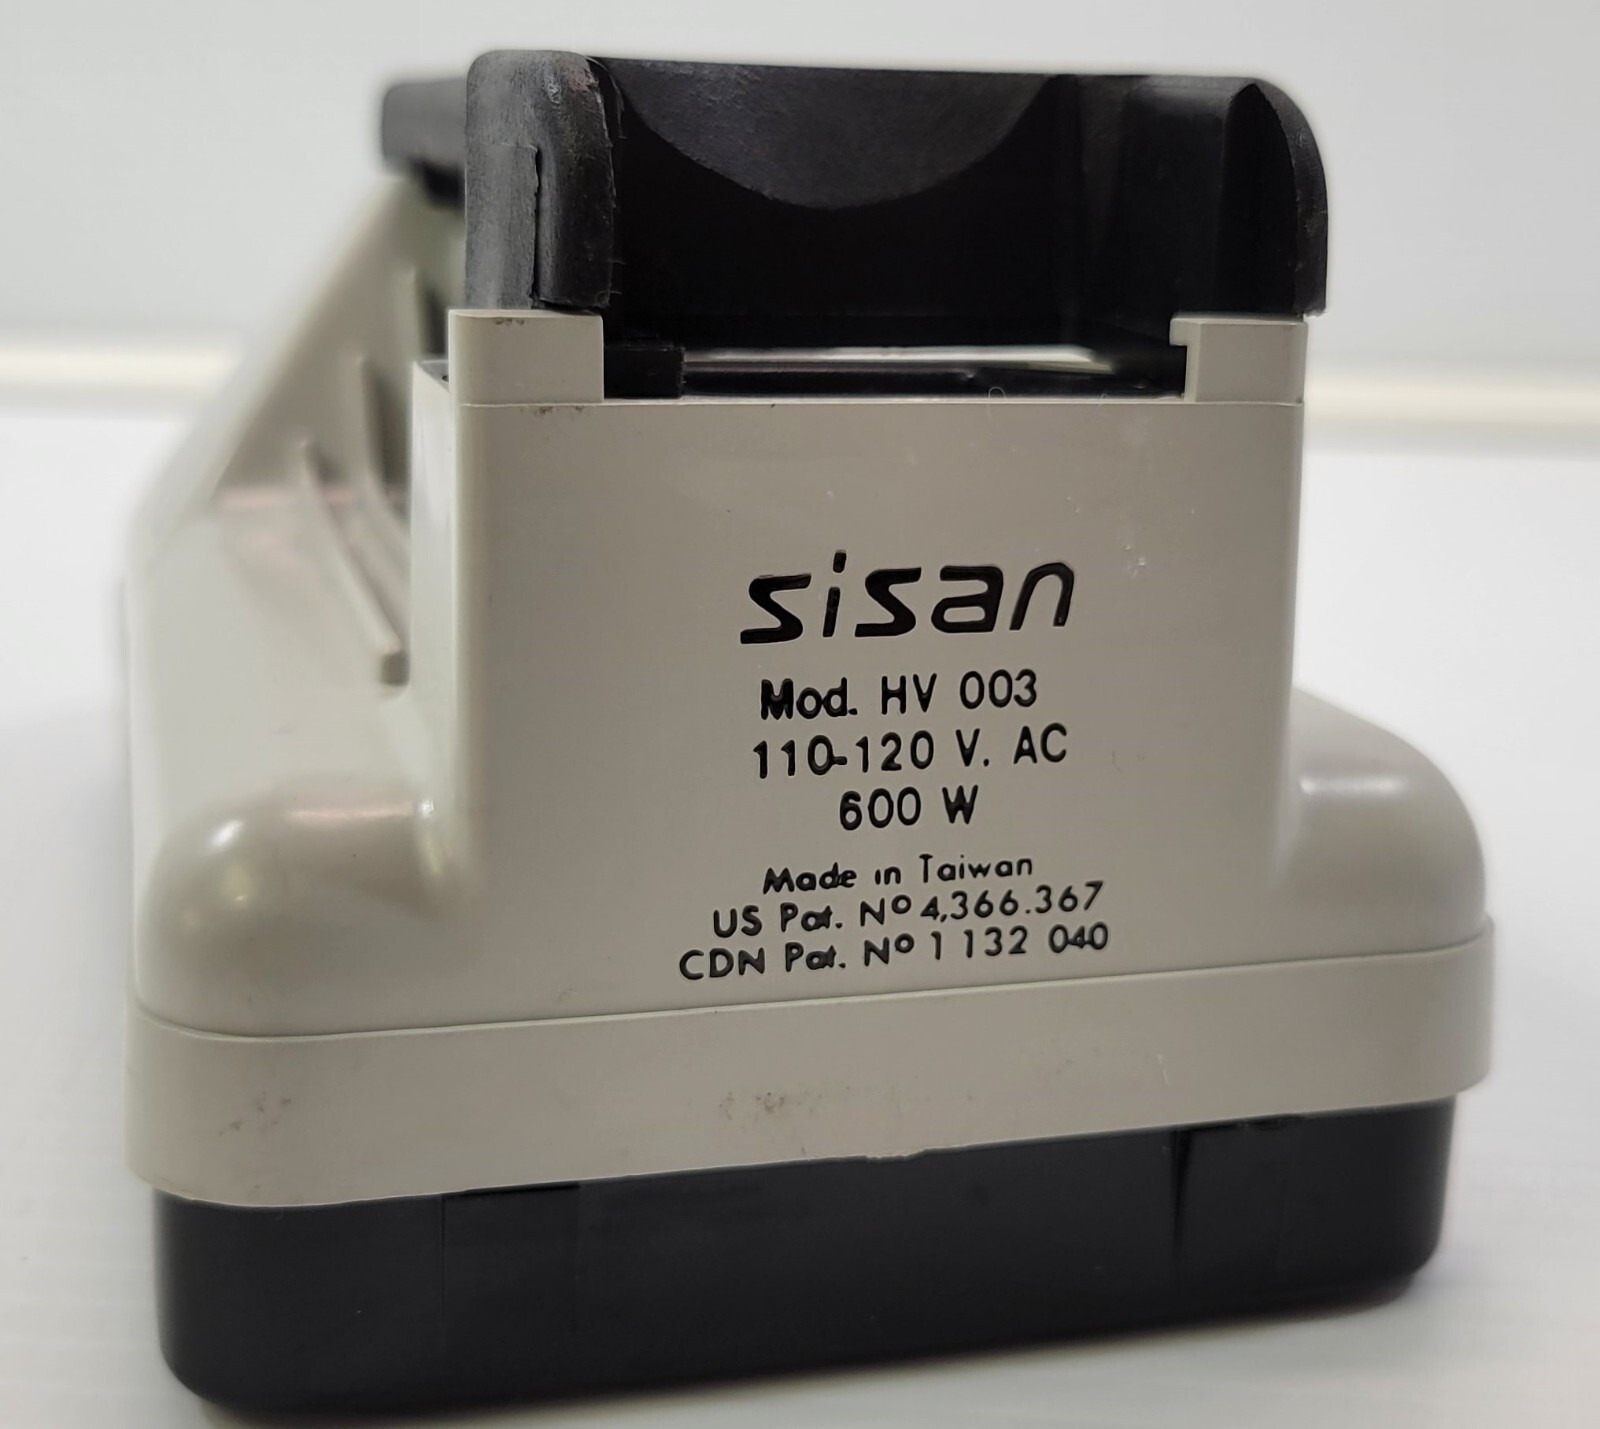 sisan
Mod. HV 003
110-120 V. AC
600 W
Made in Taiwan
US Pat. Nº 4,366.367
CDN Pat. Nº 1 132 040